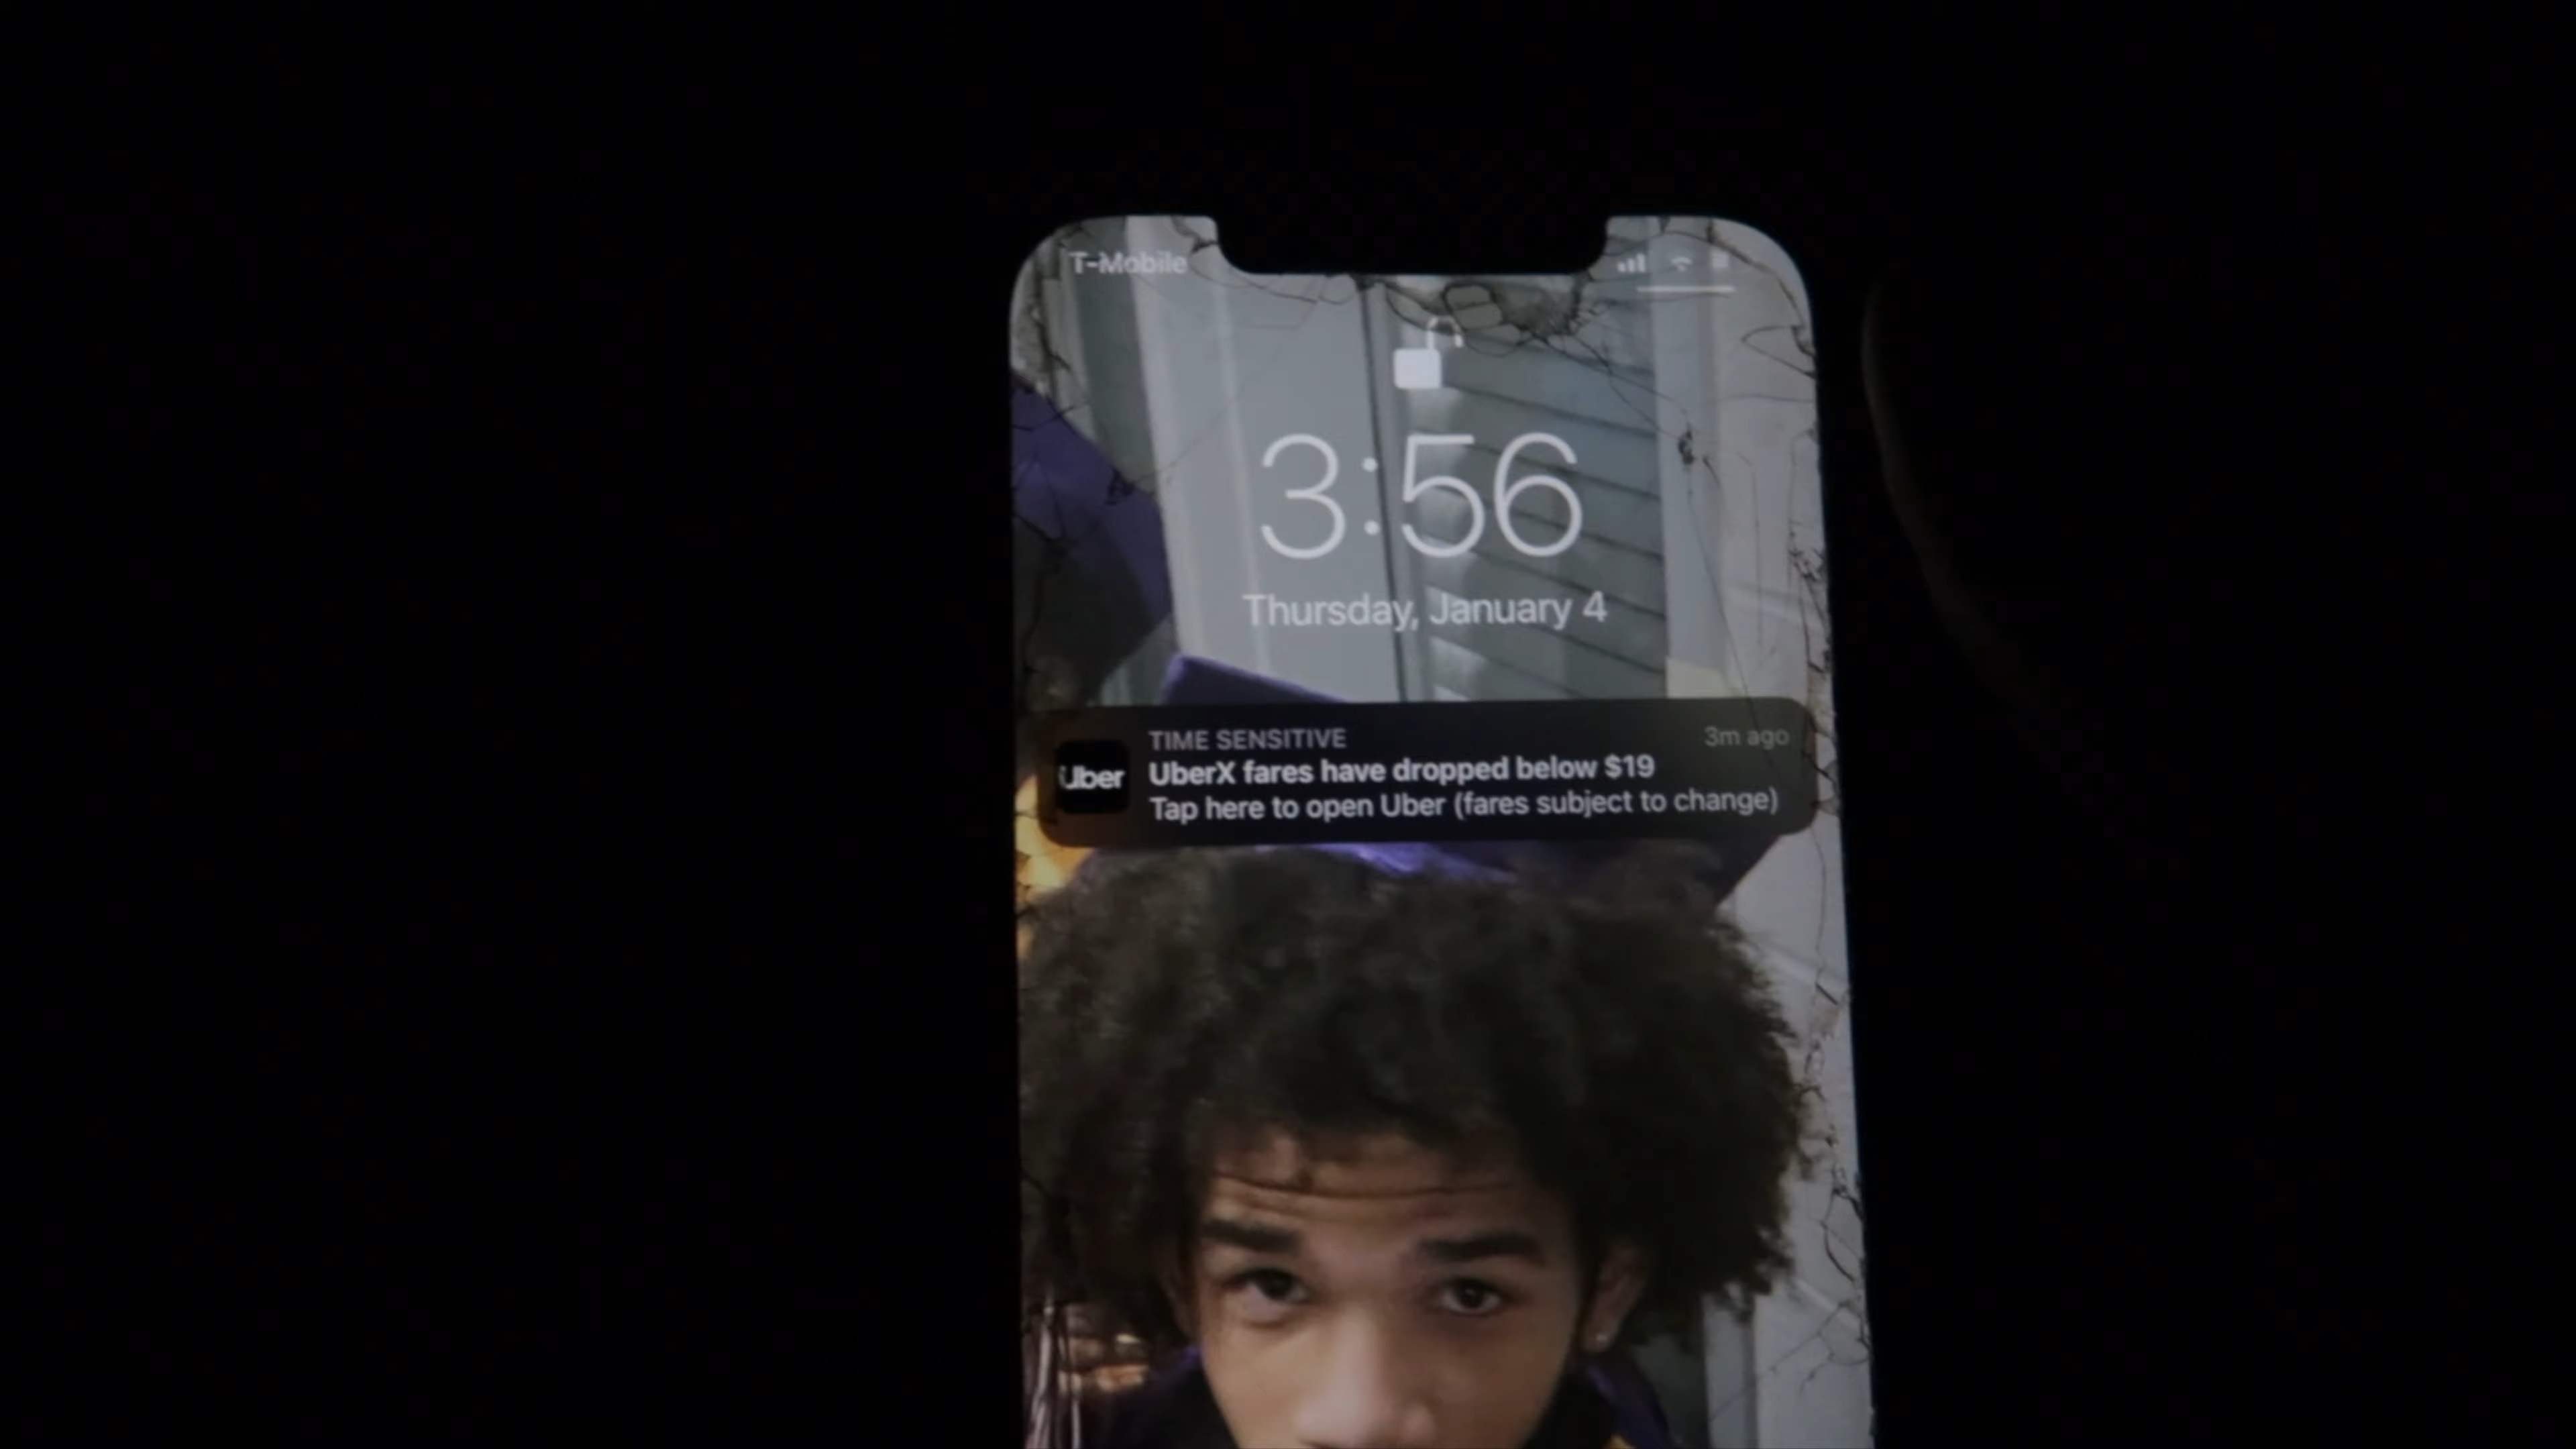 T-Mobile
3:56
Thursday, January 4
TIME SENSITIVE
3m ago
Uber
UberX fares have dropped below $19
Tap here to open Uber (fares subject to change)